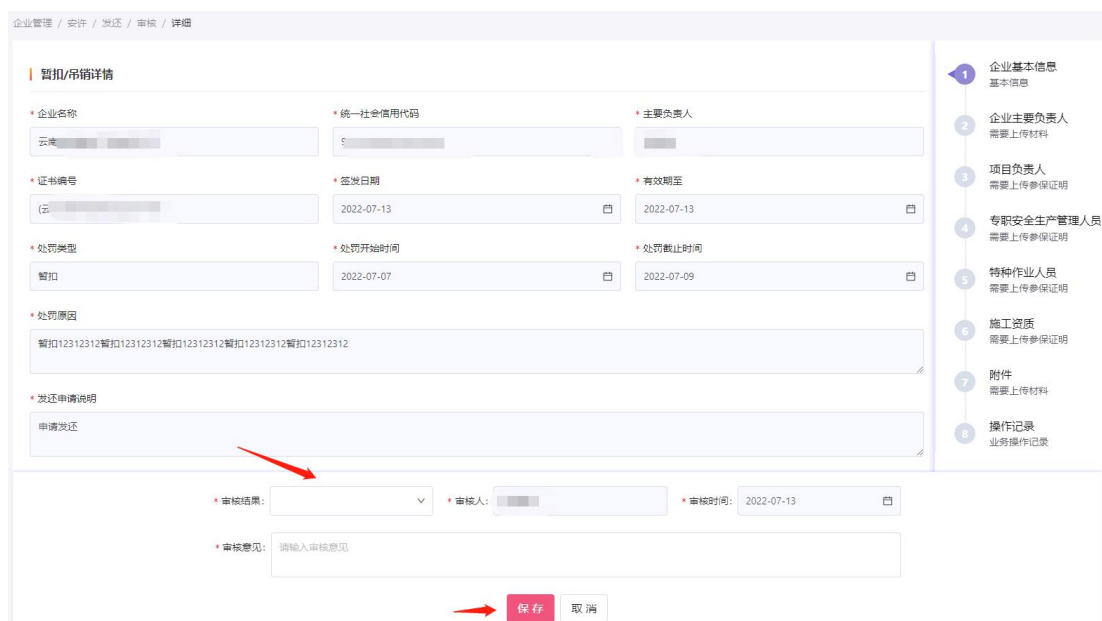 企业管理 / 安许 / 发还 / 审核 / 详细
暂扣/吊销详情
* 企业名称 * 统一社会信用代码 * 主要负责人
云南 9
* 证书编号 * 签发日期 * 有效期至
(云 2022-07-13 2022-07-13
* 处罚类型 * 处罚开始时间 * 处罚截止时间
暂扣 2022-07-07 2022-07-09
* 处罚原因
暂扣12312312暂扣12312312暂扣12312312暂扣12312312暂扣12312312
* 发还申请说明
申请发还
1 企业基本信息
基本信息
2 企业主要负责人
需要上传材料
3 项目负责人
需要上传参保证明
4 专职安全生产管理人员
需要上传参保证明
5 特种作业人员
需要上传参保证明
6 施工资质
需要上传参保证明
7 附件
需要上传材料
8 操作记录
业务操作记录
* 审核结果: * 审核人: * 审核时间: 2022-07-13
* 审核意见: 请输入审核意见
保存 取消